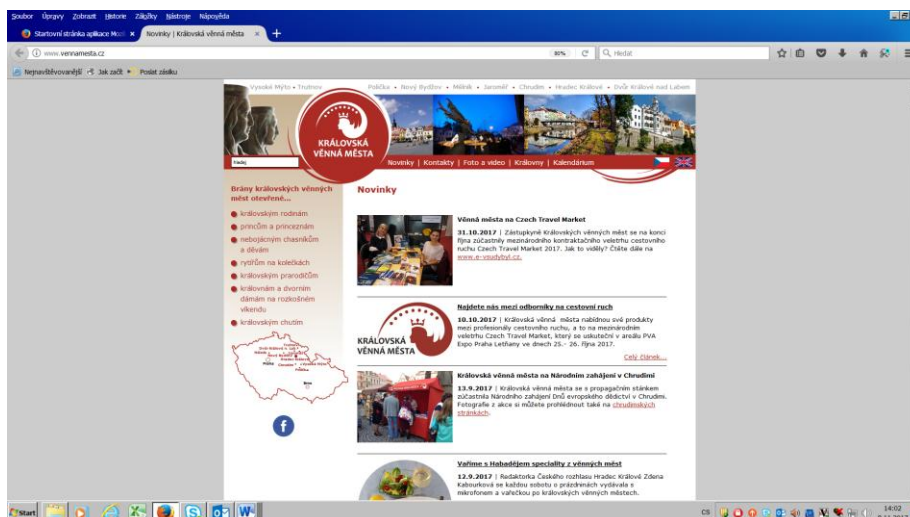 Soubor Úpravy Zobrazit Historie Záložky Nástroje Nápověda
Startovní stránka aplikace Mozil × Novinky | Královská věnná města × +
www.vennamesta.cz 80% Hledat
Nejnavštěvovanější Jak začít Poslat zásilku
Vysoké Mýto • Trutnov Polička • Nový Bydžov • Mělník • Jaroměř • Chrudim • Hradec Králové • Dvůr Králové nad Labem
KRÁLOVSKÁ
VĚNNÁ MĚSTA
hledej
Novinky | Kontakty | Foto a video | Královny | Kalendárium
Brány královských věnných
měst otevřené...
královským rodinám
princům a princeznám
nebojácným chasníkům
a děvám
rytířům na kolečkách
královským prarodičům
královnám a dvorním
dámám na rozkošném
víkendu
královským chutím
Praha
Brno
Novinky
Věnná města na Czech Travel Market
31.10.2017 | Zástupkyně Královských věnných měst se na konci
října zúčastnily mezinárodního kontraktačního veletrhu cestovního
ruchu Czech Travel Market 2017. Jak to viděly? Čtěte dále na
www.e-vsudybyl.cz.
Najdete nás mezi odborníky na cestovní ruch
10.10.2017 | Královská věnná města nabídnou své produkty
mezi profesionály cestovního ruchu, a to na mezinárodním
veletrhu Czech Travel Market, který se uskuteční v areálu PVA
Expo Praha Letňany ve dnech 25.- 26. října 2017.
Celý článek...
KRÁLOVSKÁ
VĚNNÁ MĚSTA
Královská věnná města na Národním zahájení v Chrudimi
13.9.2017 | Královská věnná města se s propagačním stánkem
zúčastnila Národního zahájení Dnů evropského dědictví v Chrudimi.
Fotografie z akce si můžete prohlédnout také na chrudimských
stránkách.
Vaříme s Habadějem speciality z věnných měst
12.9.2017 | Redaktorka Českého rozhlasu Hradec Králové Zdena
Kabourková se každou sobotu o prázdninách vydávala s
mikrofonem a vařečkou po královských věnných městech.
Start CS 14:02